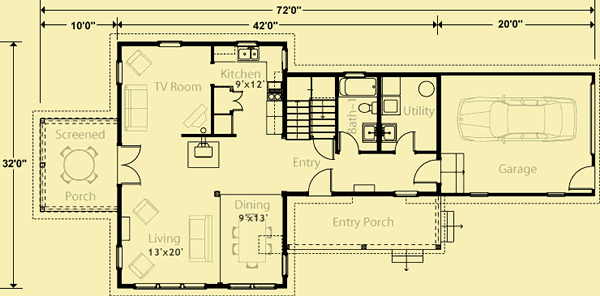 72'0"
10'0"
42'0"
20'0"
32'0"
TV Room
Kitchen
9'x12'
Bath-1
Utility
Screened
Porch
Entry
Garage
Dining
9'x13'
Living
13'x20'
Entry Porch